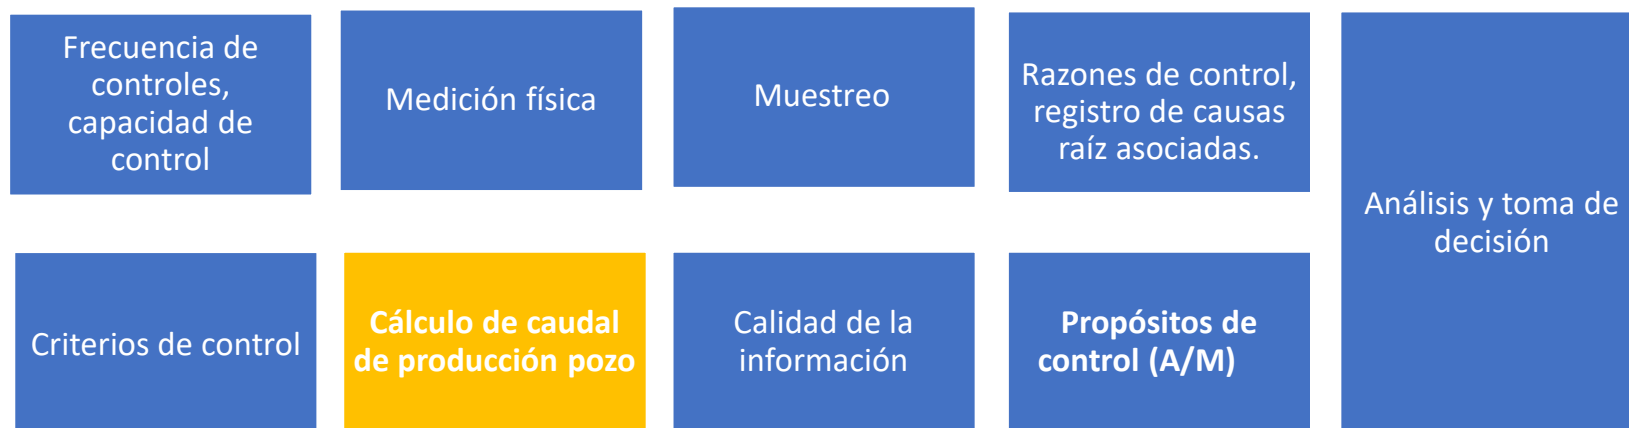 Frecuencia de
controles,
capacidad de
control
Medición física
Muestreo
Razones de control,
registro de causas
raíz asociadas.
Análisis y toma de
decisión
Criterios de control
Cálculo de caudal
de producción pozo
Calidad de la
información
Propósitos de
control (A/M)